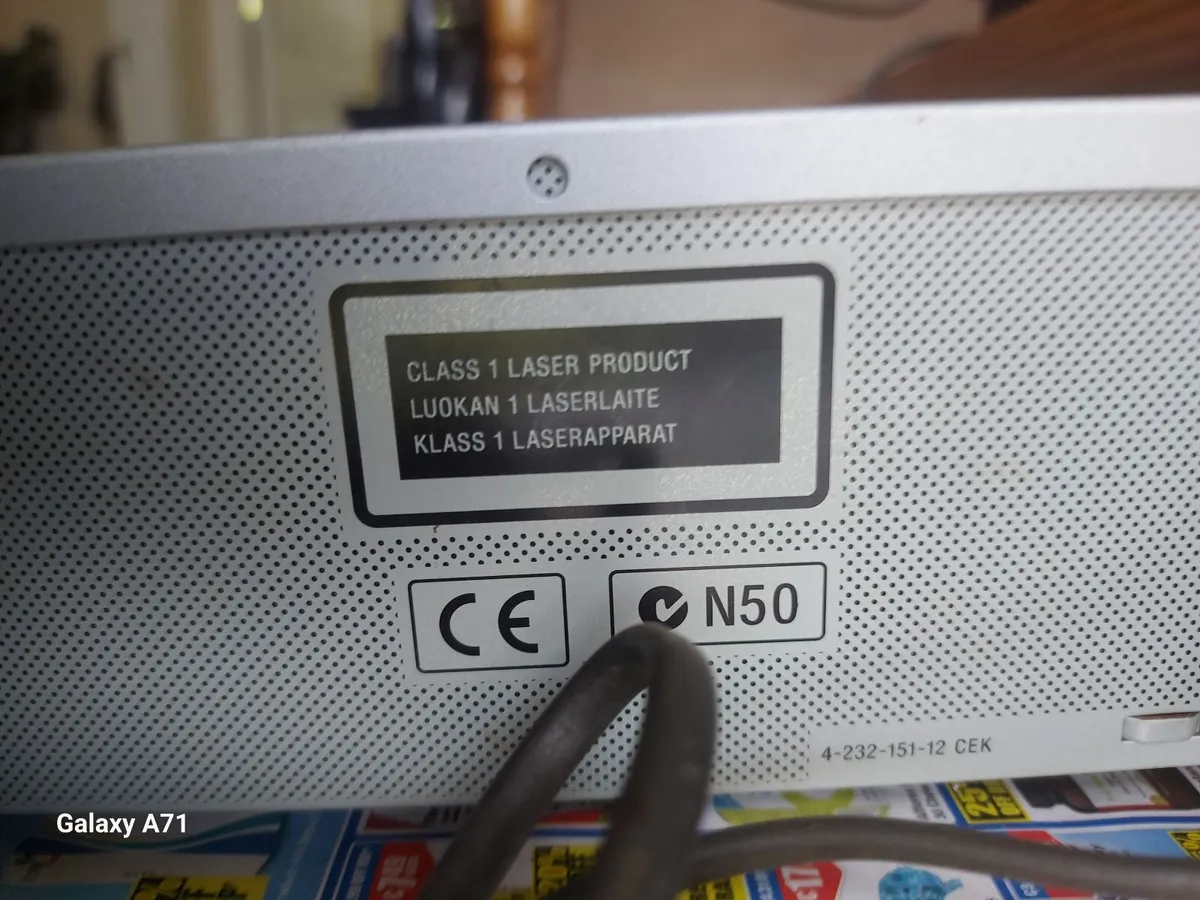 CLASS 1 LASER PRODUCT
LUOKAN 1 LASERLAITE
KLASS 1 LASERAPPARAT
CE
N50
4-232-151-12 CEK
Galaxy A71